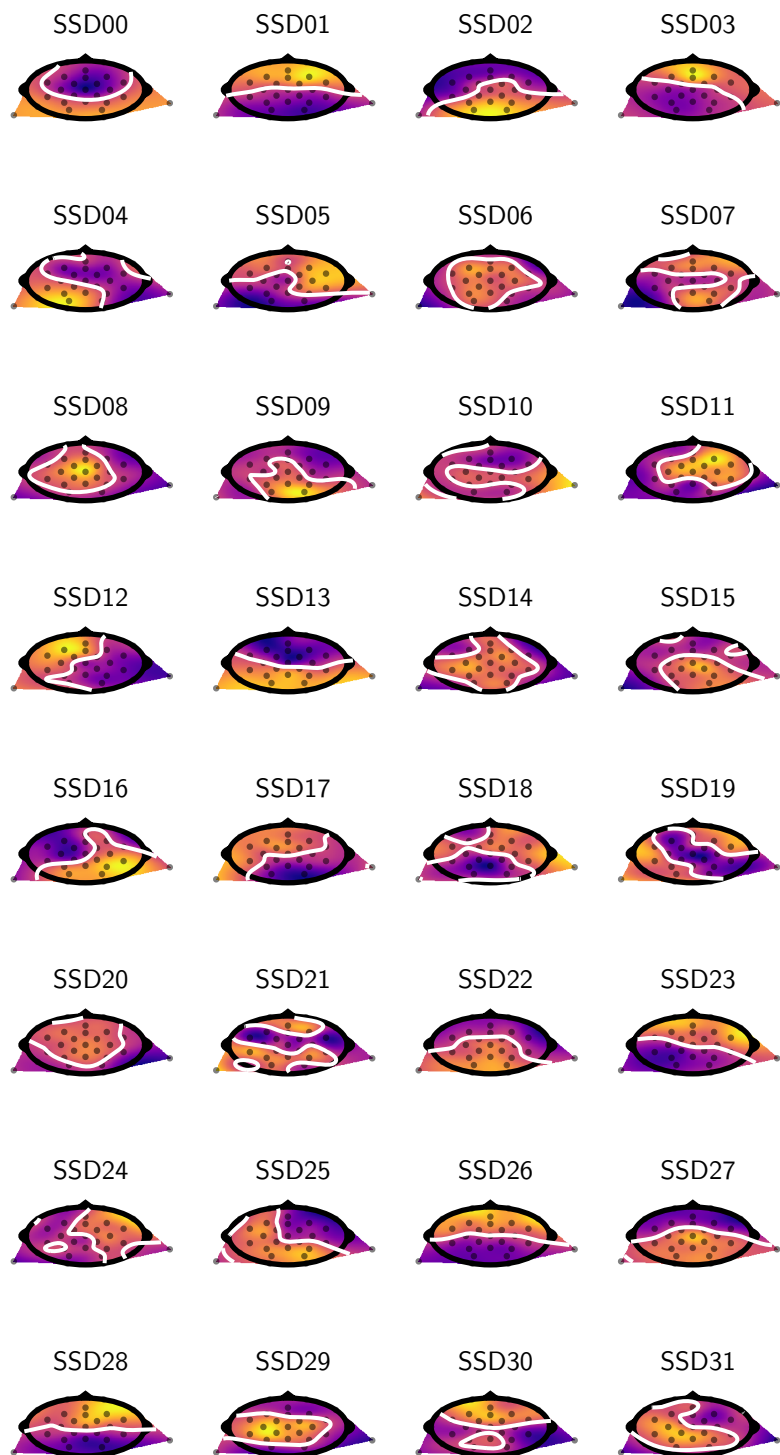 SSD00 SSD01 SSD02 SSD03
SSD04 SSD05 SSD06 SSD07
SSD08 SSD09 SSD10 SSD11
SSD12 SSD13 SSD14 SSD15
SSD16 SSD17 SSD18 SSD19
SSD20 SSD21 SSD22 SSD23
SSD24 SSD25 SSD26 SSD27
SSD28 SSD29 SSD30 SSD31